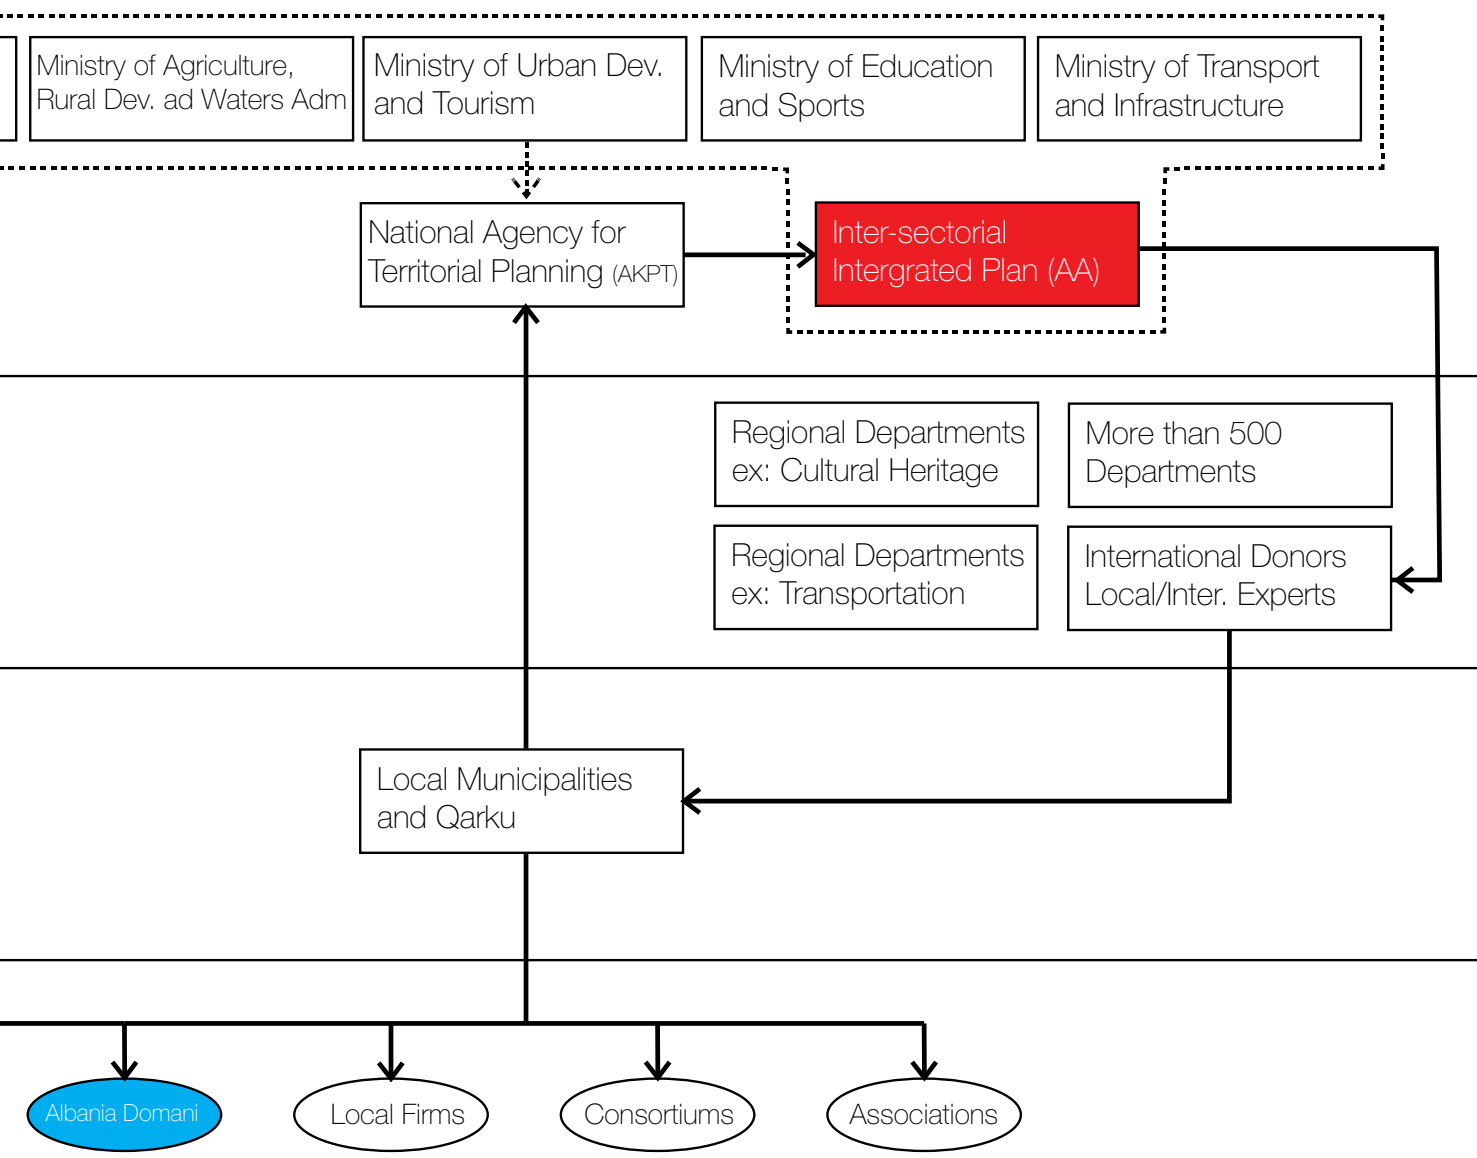 Ministry of Agriculture,
Rural Dev. ad Waters Adm
Ministry of Urban Dev.
and Tourism
Ministry of Education
and Sports
Ministry of Transport
and Infrastructure
National Agency for
Territorial Planning (AKPT)
Inter-sectorial
Intergrated Plan (AA)
Regional Departments
ex: Cultural Heritage
More than 500
Departments
Regional Departments
ex: Transportation
International Donors
Local/Inter. Experts
Local Municipalities
and Qarku
Albania Domani
Local Firms
Consortiums
Associations